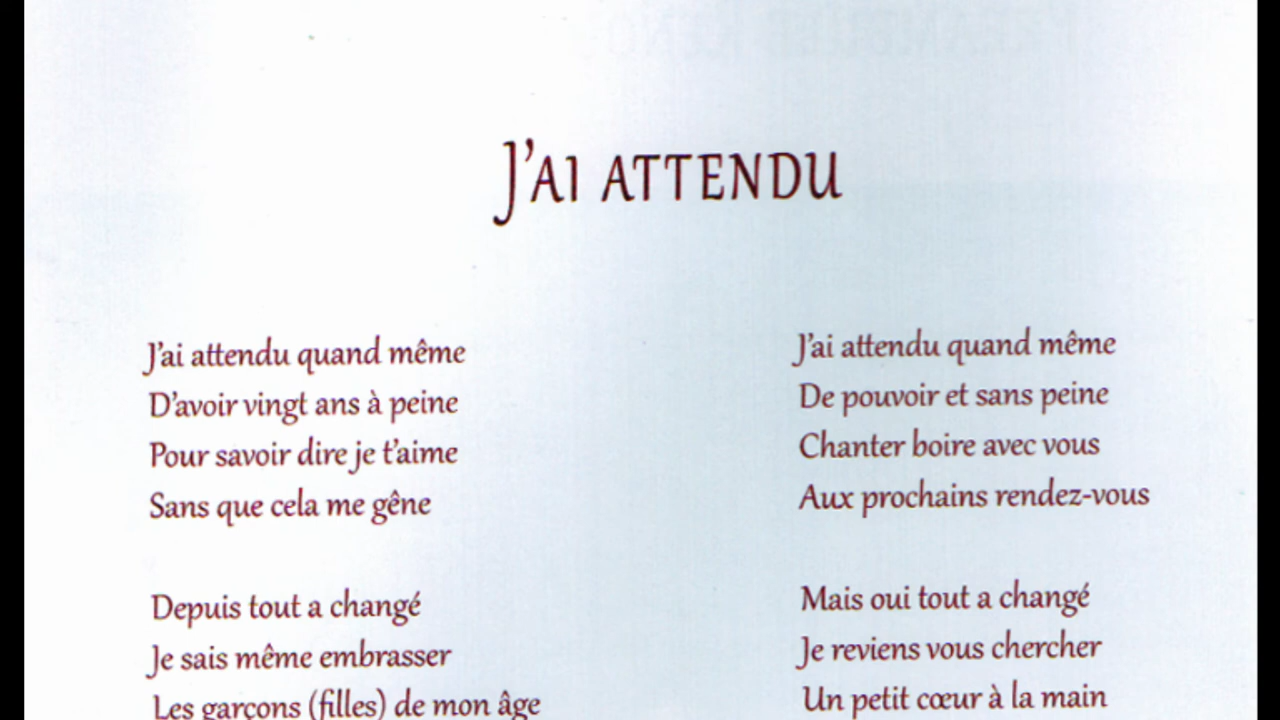 J'AI ATTENDU
J'ai attendu quand même
D'avoir vingt ans à peine
Pour savoir dire je t'aime
Sans que cela me gêne
Depuis tout a changé
Je sais même embrasser
Les garçons (filles) de mon âge
J'ai attendu quand même
De pouvoir et sans peine
Chanter boire avec vous
Aux prochains rendez-vous
Mais oui tout a changé
Je reviens vous chercher
Un petit cœur à la main